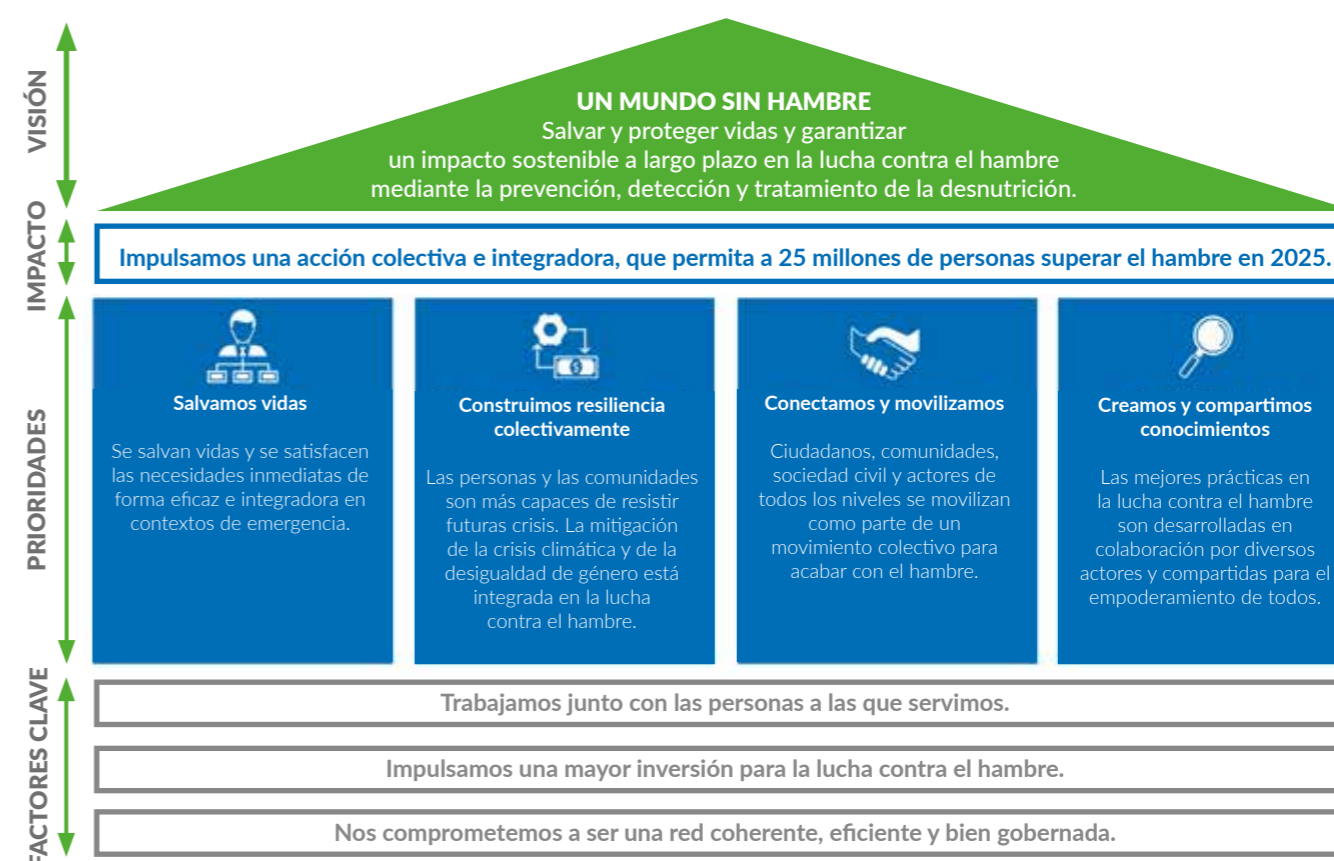 VISIÓN
UN MUNDO SIN HAMBRE
Salvar y proteger vidas y garantizar
un impacto sostenible a largo plazo en la lucha contra el hambre
mediante la prevención, detección y tratamiento de la desnutrición.
IMPACTO
Impulsamos una acción colectiva e integradora, que permita a 25 millones de personas superar el hambre en 2025.
PRIORIDADES
Salvamos vidas
Se salvan vidas y se satisfacen
las necesidades inmediatas de
forma eficaz e integradora en
contextos de emergencia.
Construimos resiliencia
colectivamente
Las personas y las comunidades
son más capaces de resistir
futuras crisis. La mitigación
de la crisis climática y de la
desigualdad de género está
integrada en la lucha
contra el hambre.
Conectamos y movilizamos
Ciudadanos, comunidades,
sociedad civil y actores de
todos los niveles se movilizan
como parte de un
movimiento colectivo para
acabar con el hambre.
Creamos y compartimos
conocimientos
Las mejores prácticas en
la lucha contra el hambre
son desarrolladas en
colaboración por diversos
actores y compartidas para el
empoderamiento de todos.
FACTORES CLAVE
Trabajamos junto con las personas a las que servimos.
Impulsamos una mayor inversión para la lucha contra el hambre.
Nos comprometemos a ser una red coherente, eficiente y bien gobernada.